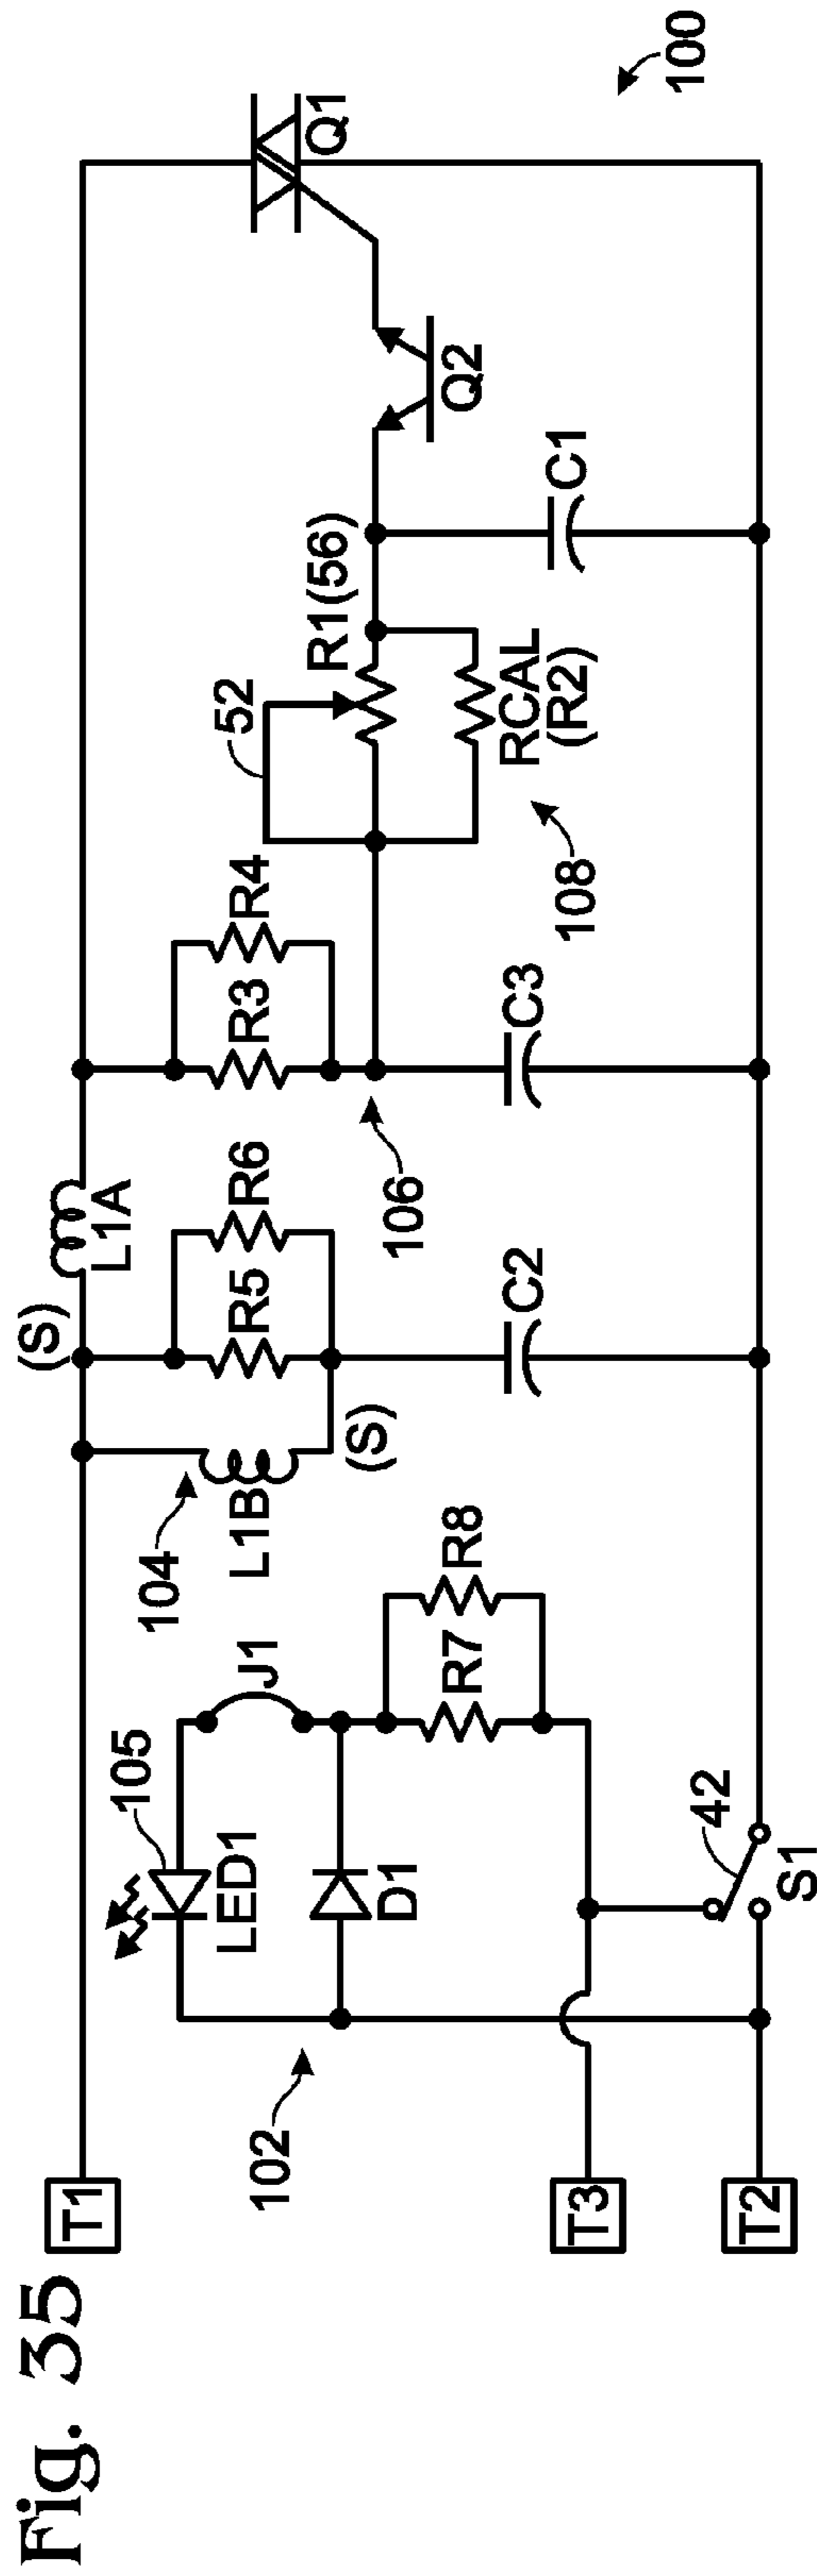 Fig. 35
T1
T3
T2
102
105
LED1
D1
J1
R7
R8
42
S1
104
L1B
(S)
(S)
L1A
R5
R6
C2
106
R3
R4
C3
52
108
R1(56)
RCAL
(R2)
C1
Q2
Q1
100